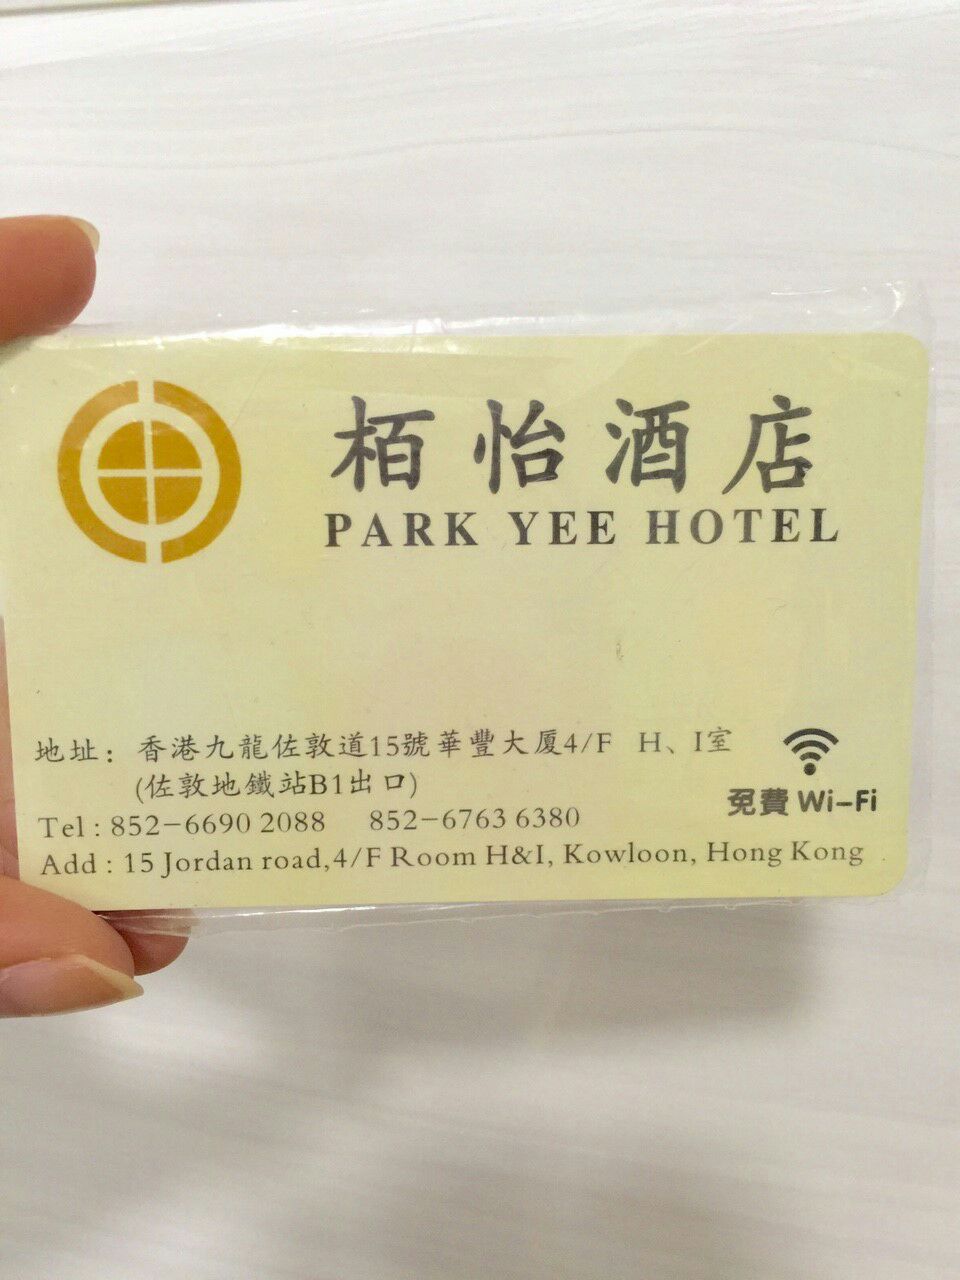 栢怡酒店
PARK YEE HOTEL
地址：香港九龍佐敦道15號華豐大厦4/F H、I室
(佐敦地鐵站B1出口)
免費 Wi-Fi
Tel : 852-6690 2088 852-6763 6380
Add : 15 Jordan road,4/F Room H&I, Kowloon, Hong Kong